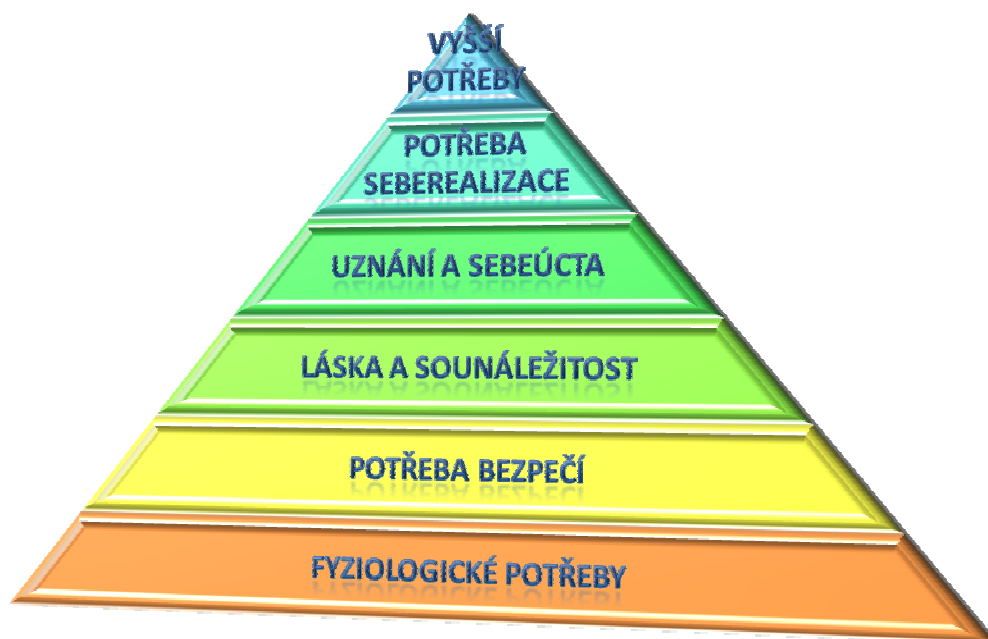 VYŠŠÍ
POTŘEBY
POTŘEBA
SEBEREALIZACE
UZNÁNÍ A SEBEÚCTA
LÁSKA A SOUNÁLEŽITOST
POTŘEBA BEZPEČÍ
FYZIOLOGICKÉ POTŘEBY